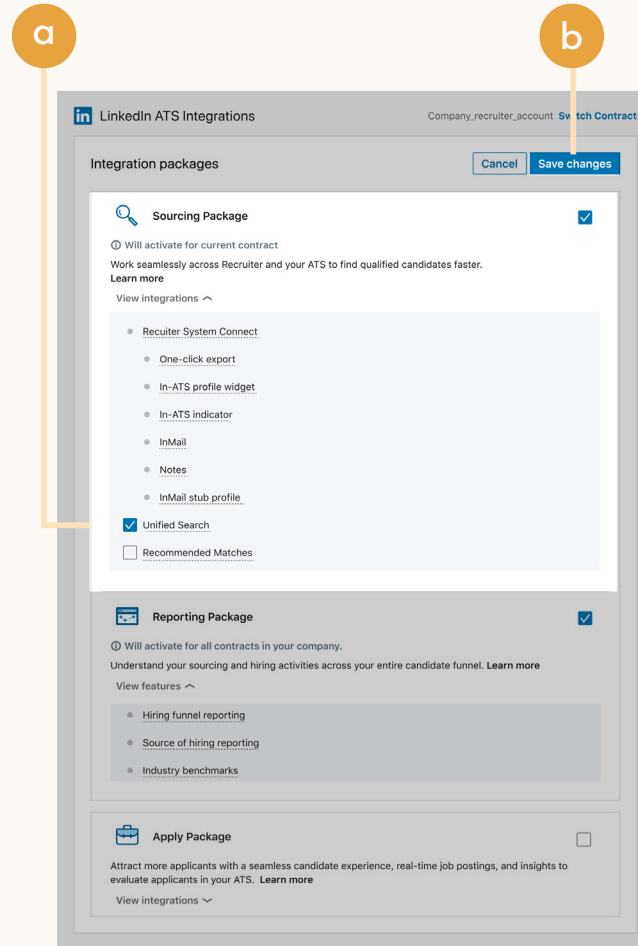 a
b
in LinkedIn ATS Integrations
Company_recruiter_account Switch Contract
Integration packages
Cancel
Save changes
Sourcing Package
Will activate for current contract
Work seamlessly across Recruiter and your ATS to find qualified candidates faster.
Learn more
View integrations
Recuiter System Connect
One-click export
In-ATS profile widget
In-ATS indicator
InMail
Notes
InMail stub profile
Unified Search
Recommended Matches
Reporting Package
Will activate for all contracts in your company.
Understand your sourcing and hiring activities across your entire candidate funnel. Learn more
View features
Hiring funnel reporting
Source of hiring reporting
Industry benchmarks
Apply Package
Attract more applicants with a seamless candidate experience, real-time job postings, and insights to
evaluate applicants in your ATS. Learn more
View integrations